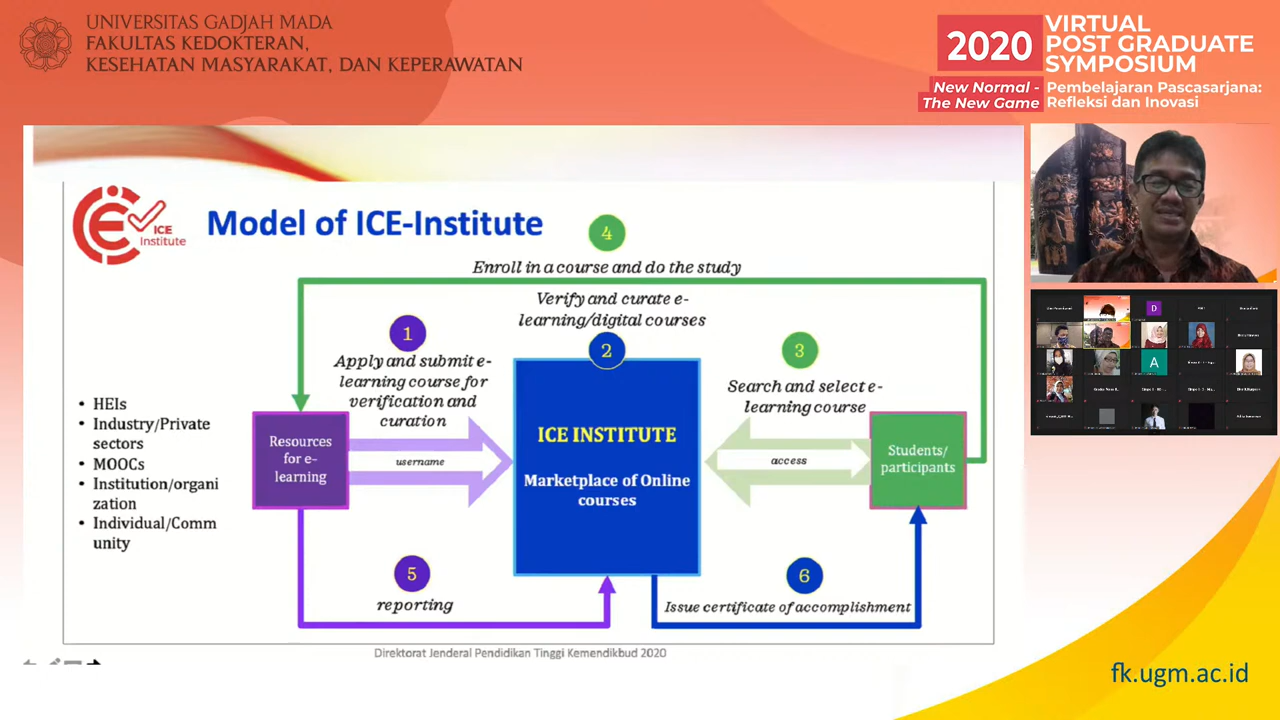 UNIVERSITAS GADJAH MADA
FAKULTAS KEDOKTERAN,
KESEHATAN MASYARAKAT, DAN KEPERAWATAN
2020
VIRTUAL
POST GRADUATE
SYMPOSIUM
New Normal -
The New Game
Pembelajaran Pascasarjana:
Refleksi dan Inovasi
ICE
Institute
Model of ICE-Institute
4
Enroll in a course and do the study
Verify and curate e-
learning/digital courses
1
2
3
Apply and submit e-
learning course for
verification and
curation
Search and select e-
learning course
• HEIs
• Industry/Private
sectors
• MOOCs
• Institution/organi
zation
• Individual/Comm
unity
Resources
for e-
learning
username
ICE INSTITUTE
Marketplace of Online
courses
access
Students/
participants
5
reporting
6
Issue certificate of accomplishment
Direktorat Jenderal Pendidikan Tinggi Kemendikbud 2020
D
A
fk.ugm.ac.id